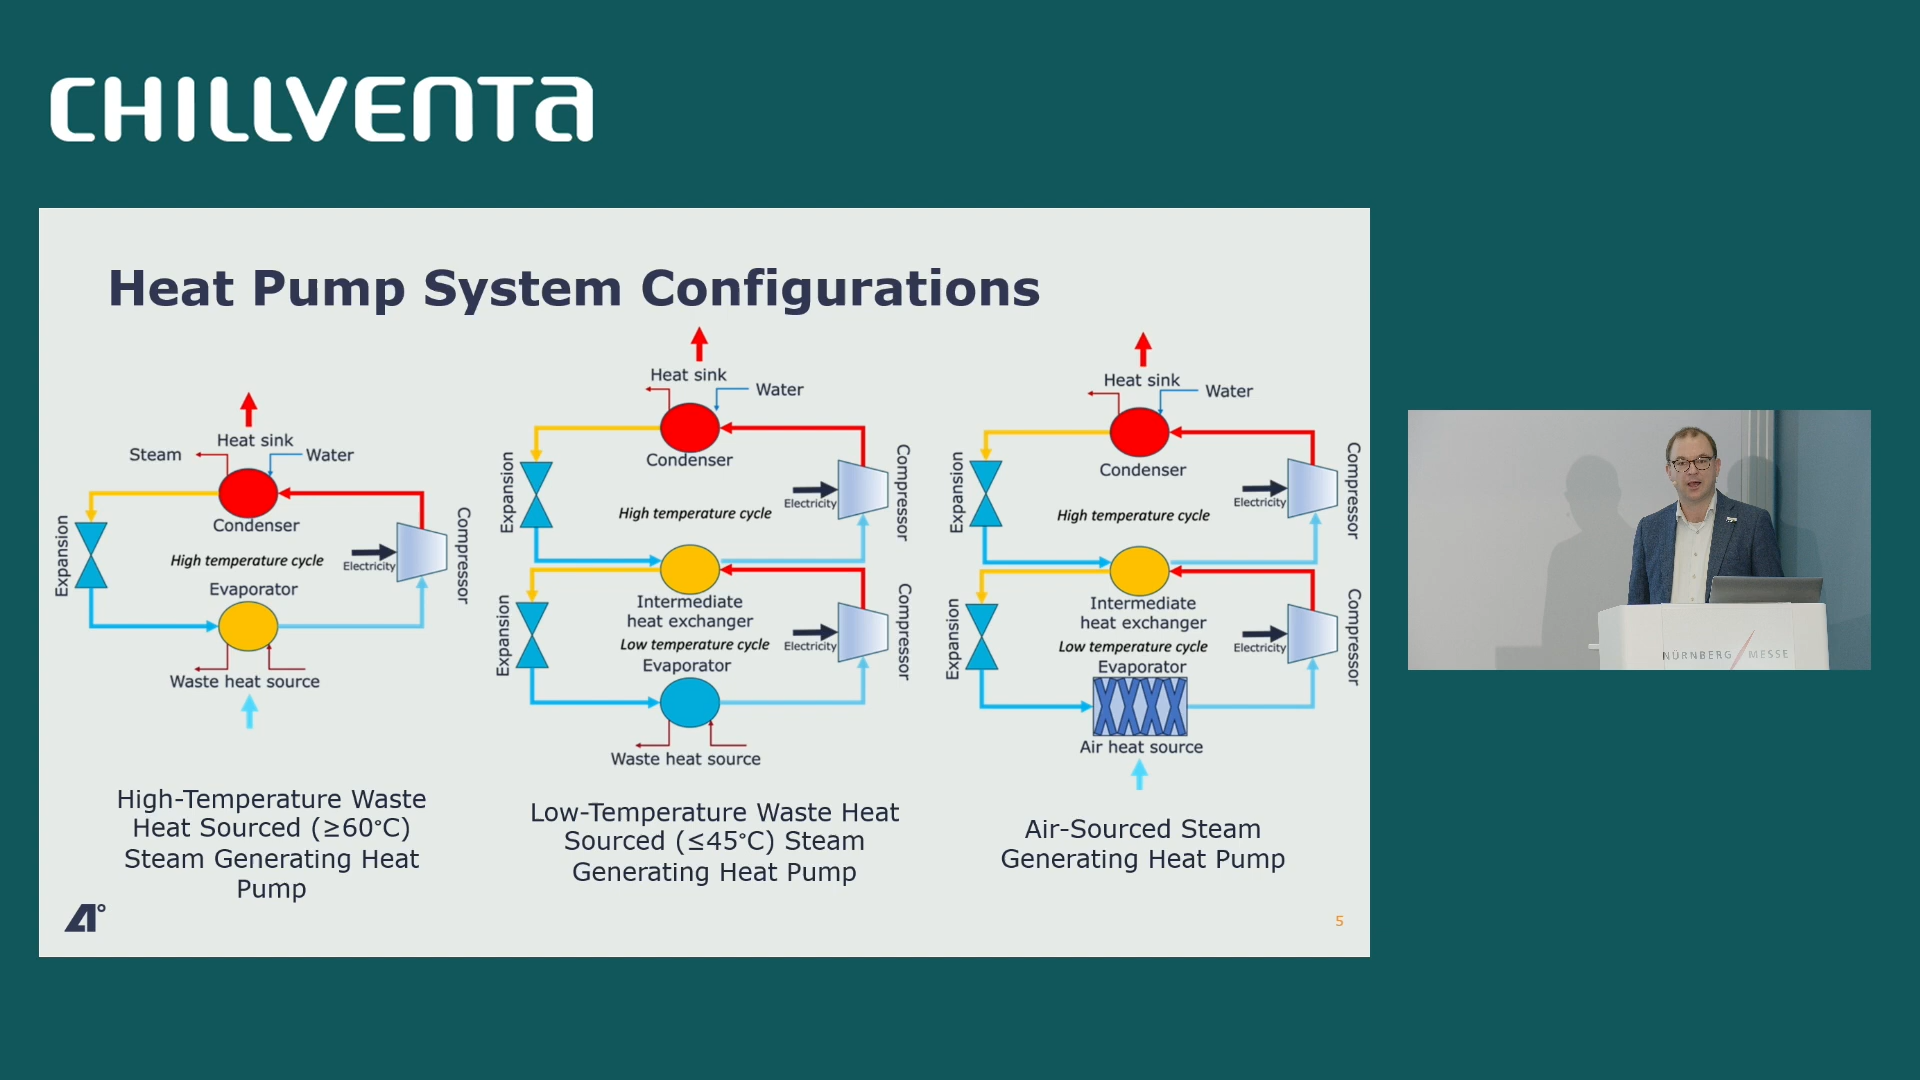 CHILLVENTA
Heat Pump System Configurations
Heat sink
Steam
Water
Condenser
Expansion
High temperature cycle
Electricity
Compressor
Evaporator
Waste heat source
High-Temperature Waste
Heat Sourced (≥60°C)
Steam Generating Heat
Pump
Heat sink
Water
Condenser
Expansion
High temperature cycle
Electricity
Compressor
Intermediate
heat exchanger
Expansion
Low temperature cycle
Electricity
Compressor
Evaporator
Waste heat source
Low-Temperature Waste Heat
Sourced (≤45°C) Steam
Generating Heat Pump
Heat sink
Water
Condenser
Expansion
High temperature cycle
Electricity
Compressor
Intermediate
heat exchanger
Expansion
Low temperature cycle
Electricity
Compressor
Evaporator
Air heat source
Air-Sourced Steam
Generating Heat Pump
A°
5
NÜRNBERG MESSE